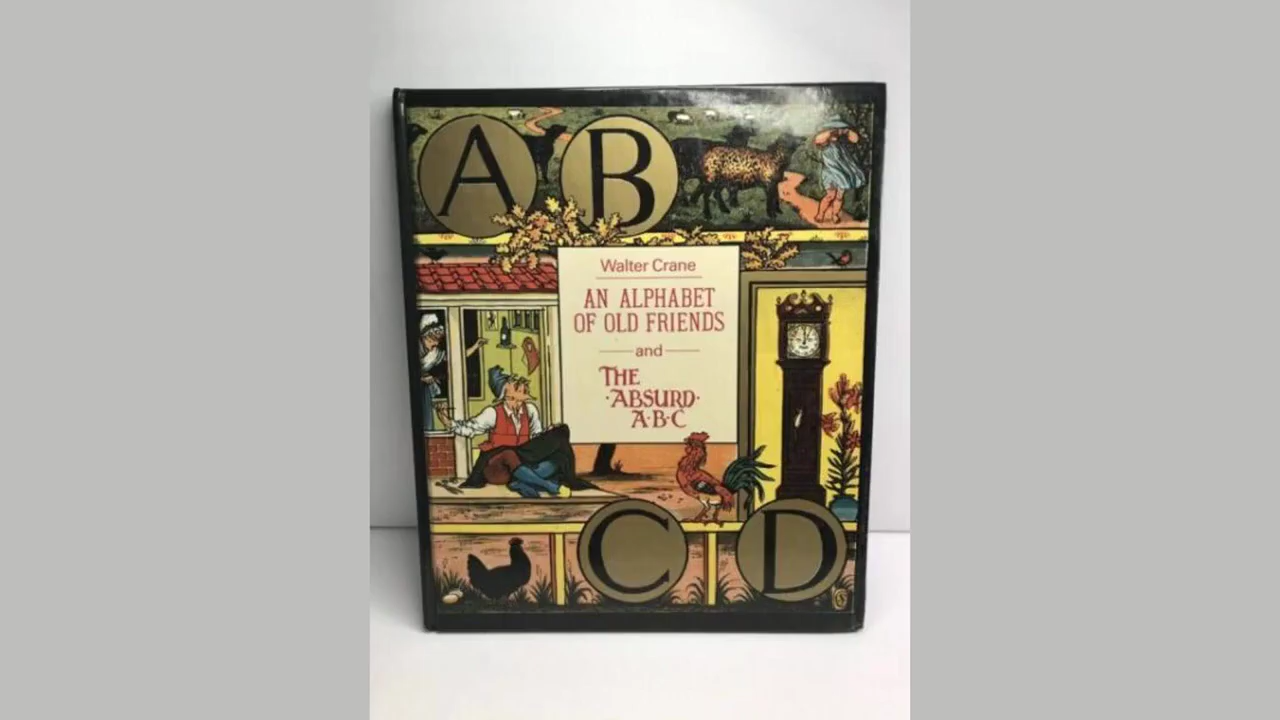 A B
Walter Crane
AN ALPHABET
OF OLD FRIENDS
and
THE
·ABSURD·
A·B·C
C D